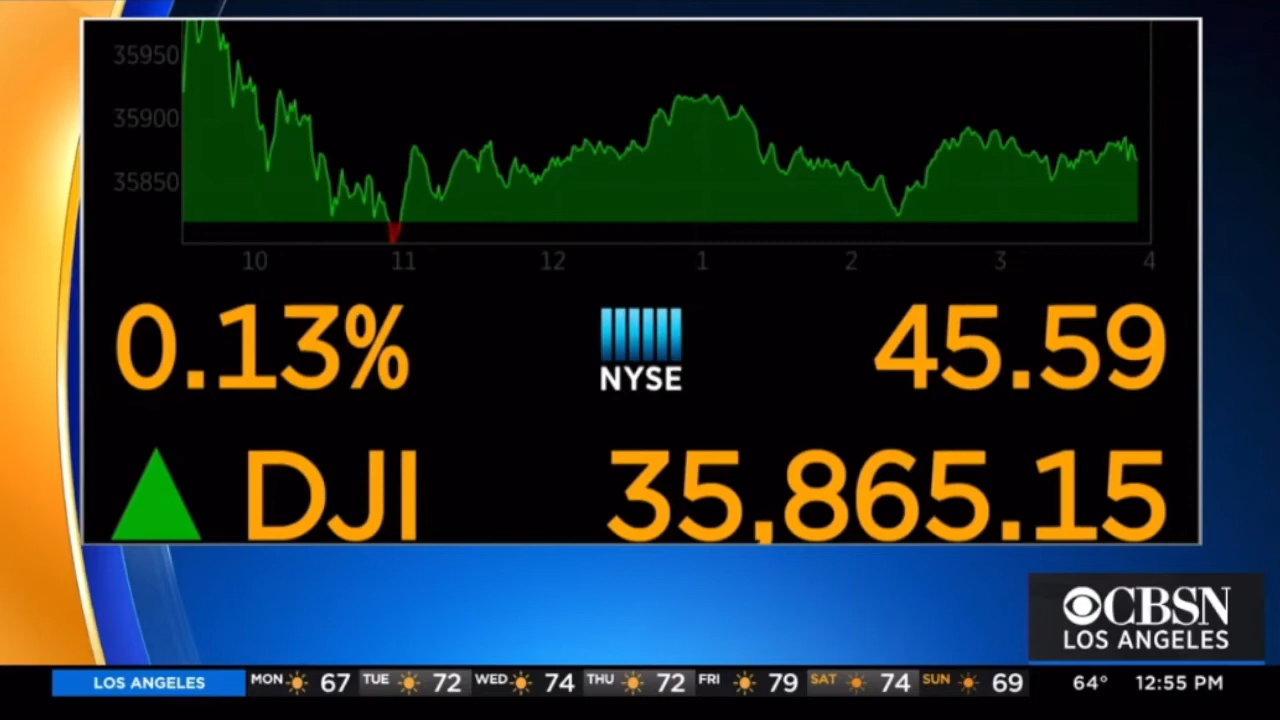 35950
35900
35850
10 11 12 1 2 3 4
0.13% NYSE 45.59
DJI 35,865.15
CBSN
LOS ANGELES
LOS ANGELES MON 67 TUE 72 WED 74 THU 72 FRI 79 SAT 74 SUN 69 64° 12:55 PM